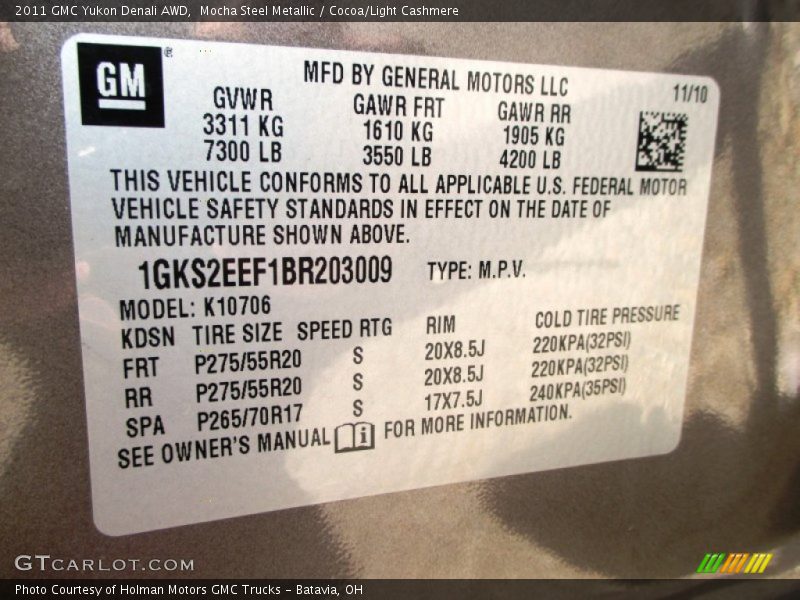 2011 GMC Yukon Denali AWD, Mocha Steel Metallic / Cocoa/Light Cashmere
GM ®
MFD BY GENERAL MOTORS LLC
11/10
GVWR GAWR FRT GAWR RR
3311 KG 1610 KG 1905 KG
7300 LB 3550 LB 4200 LB
THIS VEHICLE CONFORMS TO ALL APPLICABLE U.S. FEDERAL MOTOR
VEHICLE SAFETY STANDARDS IN EFFECT ON THE DATE OF
MANUFACTURE SHOWN ABOVE.
1GKS2EEF1BR203009 TYPE: M.P.V.
MODEL: K10706
KDSN TIRE SIZE SPEED RTG RIM COLD TIRE PRESSURE
FRT P275/55R20 S 20X8.5J 220KPA(32PSI)
RR P275/55R20 S 20X8.5J 220KPA(32PSI)
SPA P265/70R17 S 17X7.5J 240KPA(35PSI)
SEE OWNER'S MANUAL i FOR MORE INFORMATION.
GTCARLOT.COM
Photo Courtesy of Holman Motors GMC Trucks - Batavia, OH